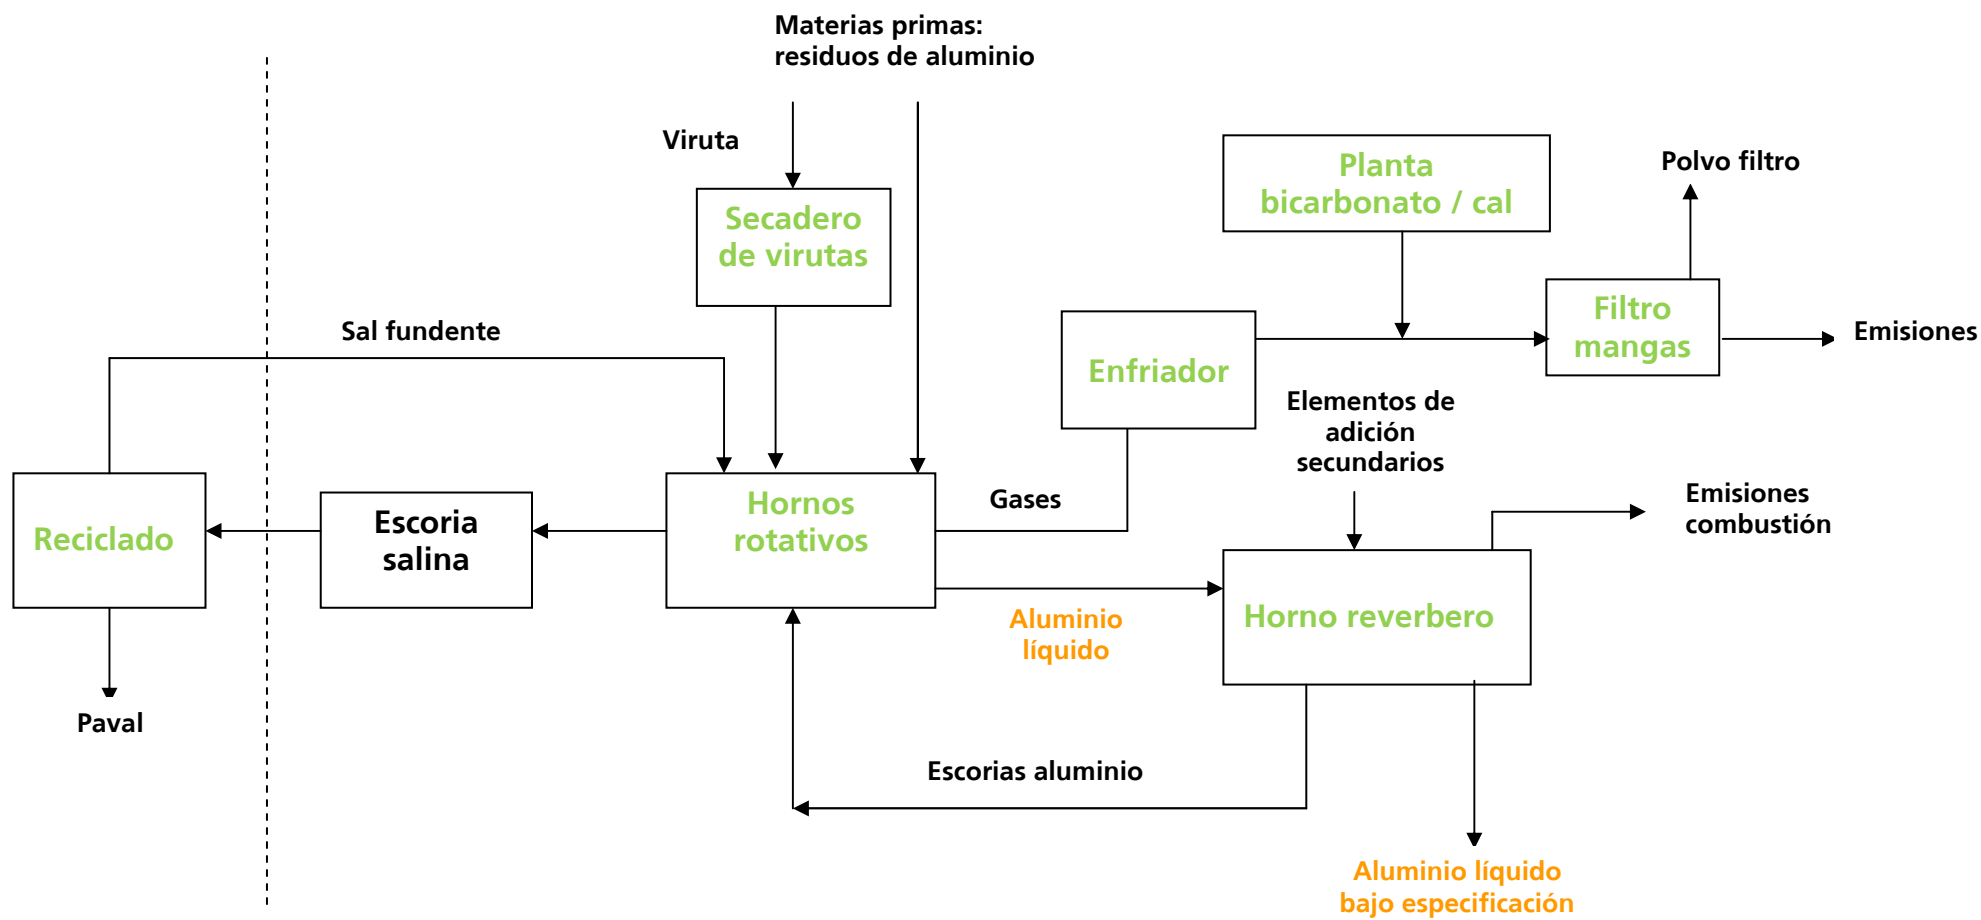 Materias primas:
residuos de aluminio
Viruta
Planta
bicarbonato / cal
Polvo filtro
Secadero
de virutas
Sal fundente
Filtro
mangas
Emisiones
Enfriador
Elementos de
adición
secundarios
Reciclado
Escoria
salina
Hornos
rotativos
Gases
Emisiones
combustión
Aluminio
líquido
Horno reverbero
Paval
Escorias aluminio
Aluminio líquido
bajo especificación